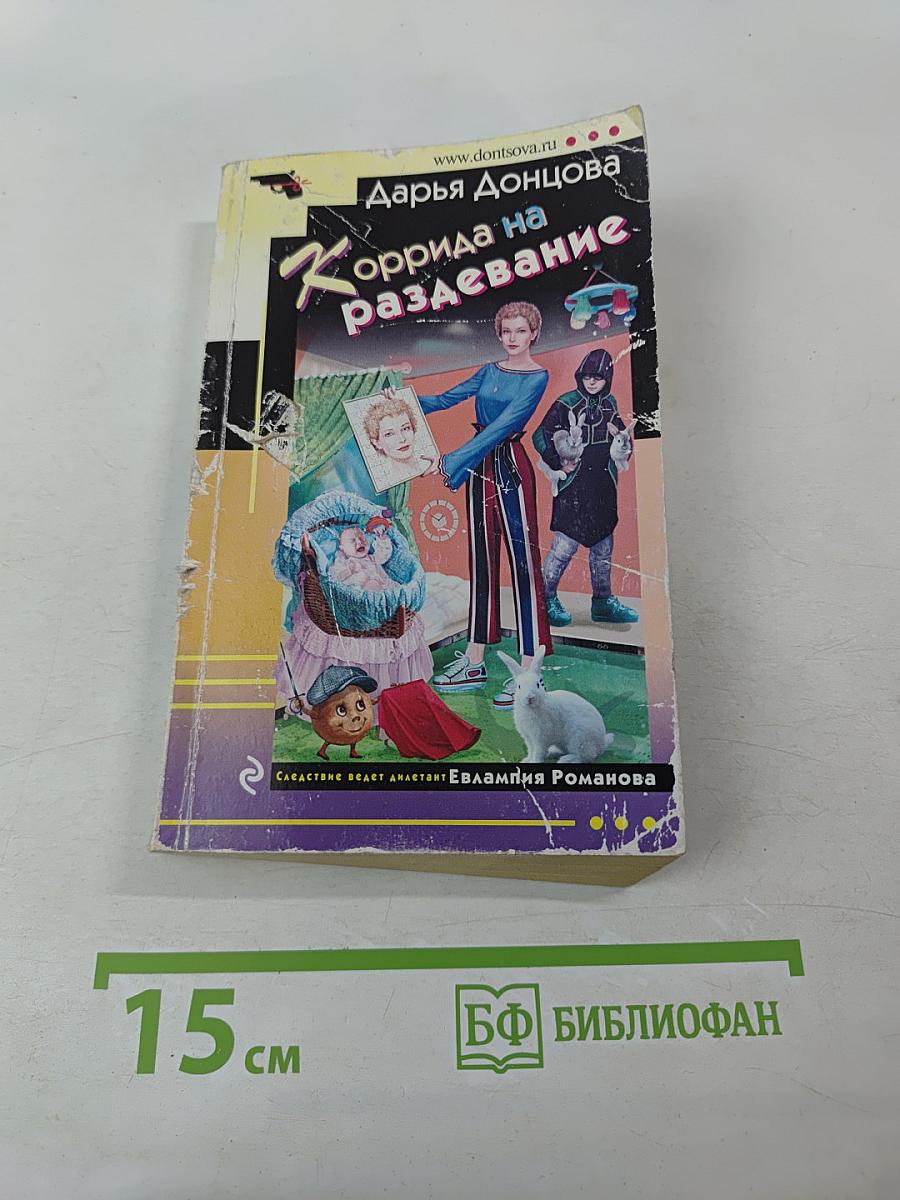 www.dontsova.ru
Дарья Донцова
Коррида на
раздевание
Следствие ведет дилетант Евлампия Романова
15 см
БФ БИБЛИОФАН